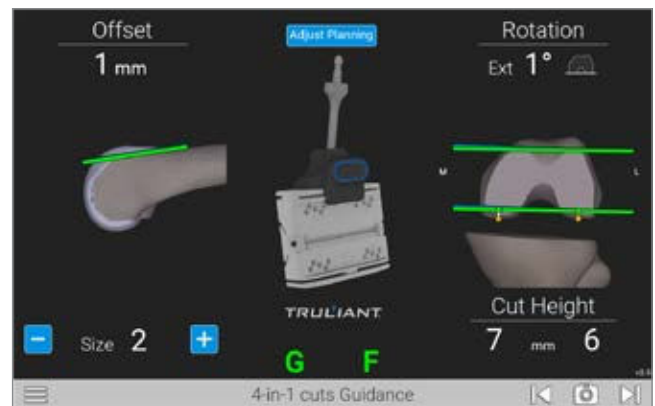 Offset
1 mm
Adjust Planning
Rotation
Ext 1°
M
L
Size 2
TRULIANT
G F
Cut Height
7 mm 6
4-in-1 cuts Guidance